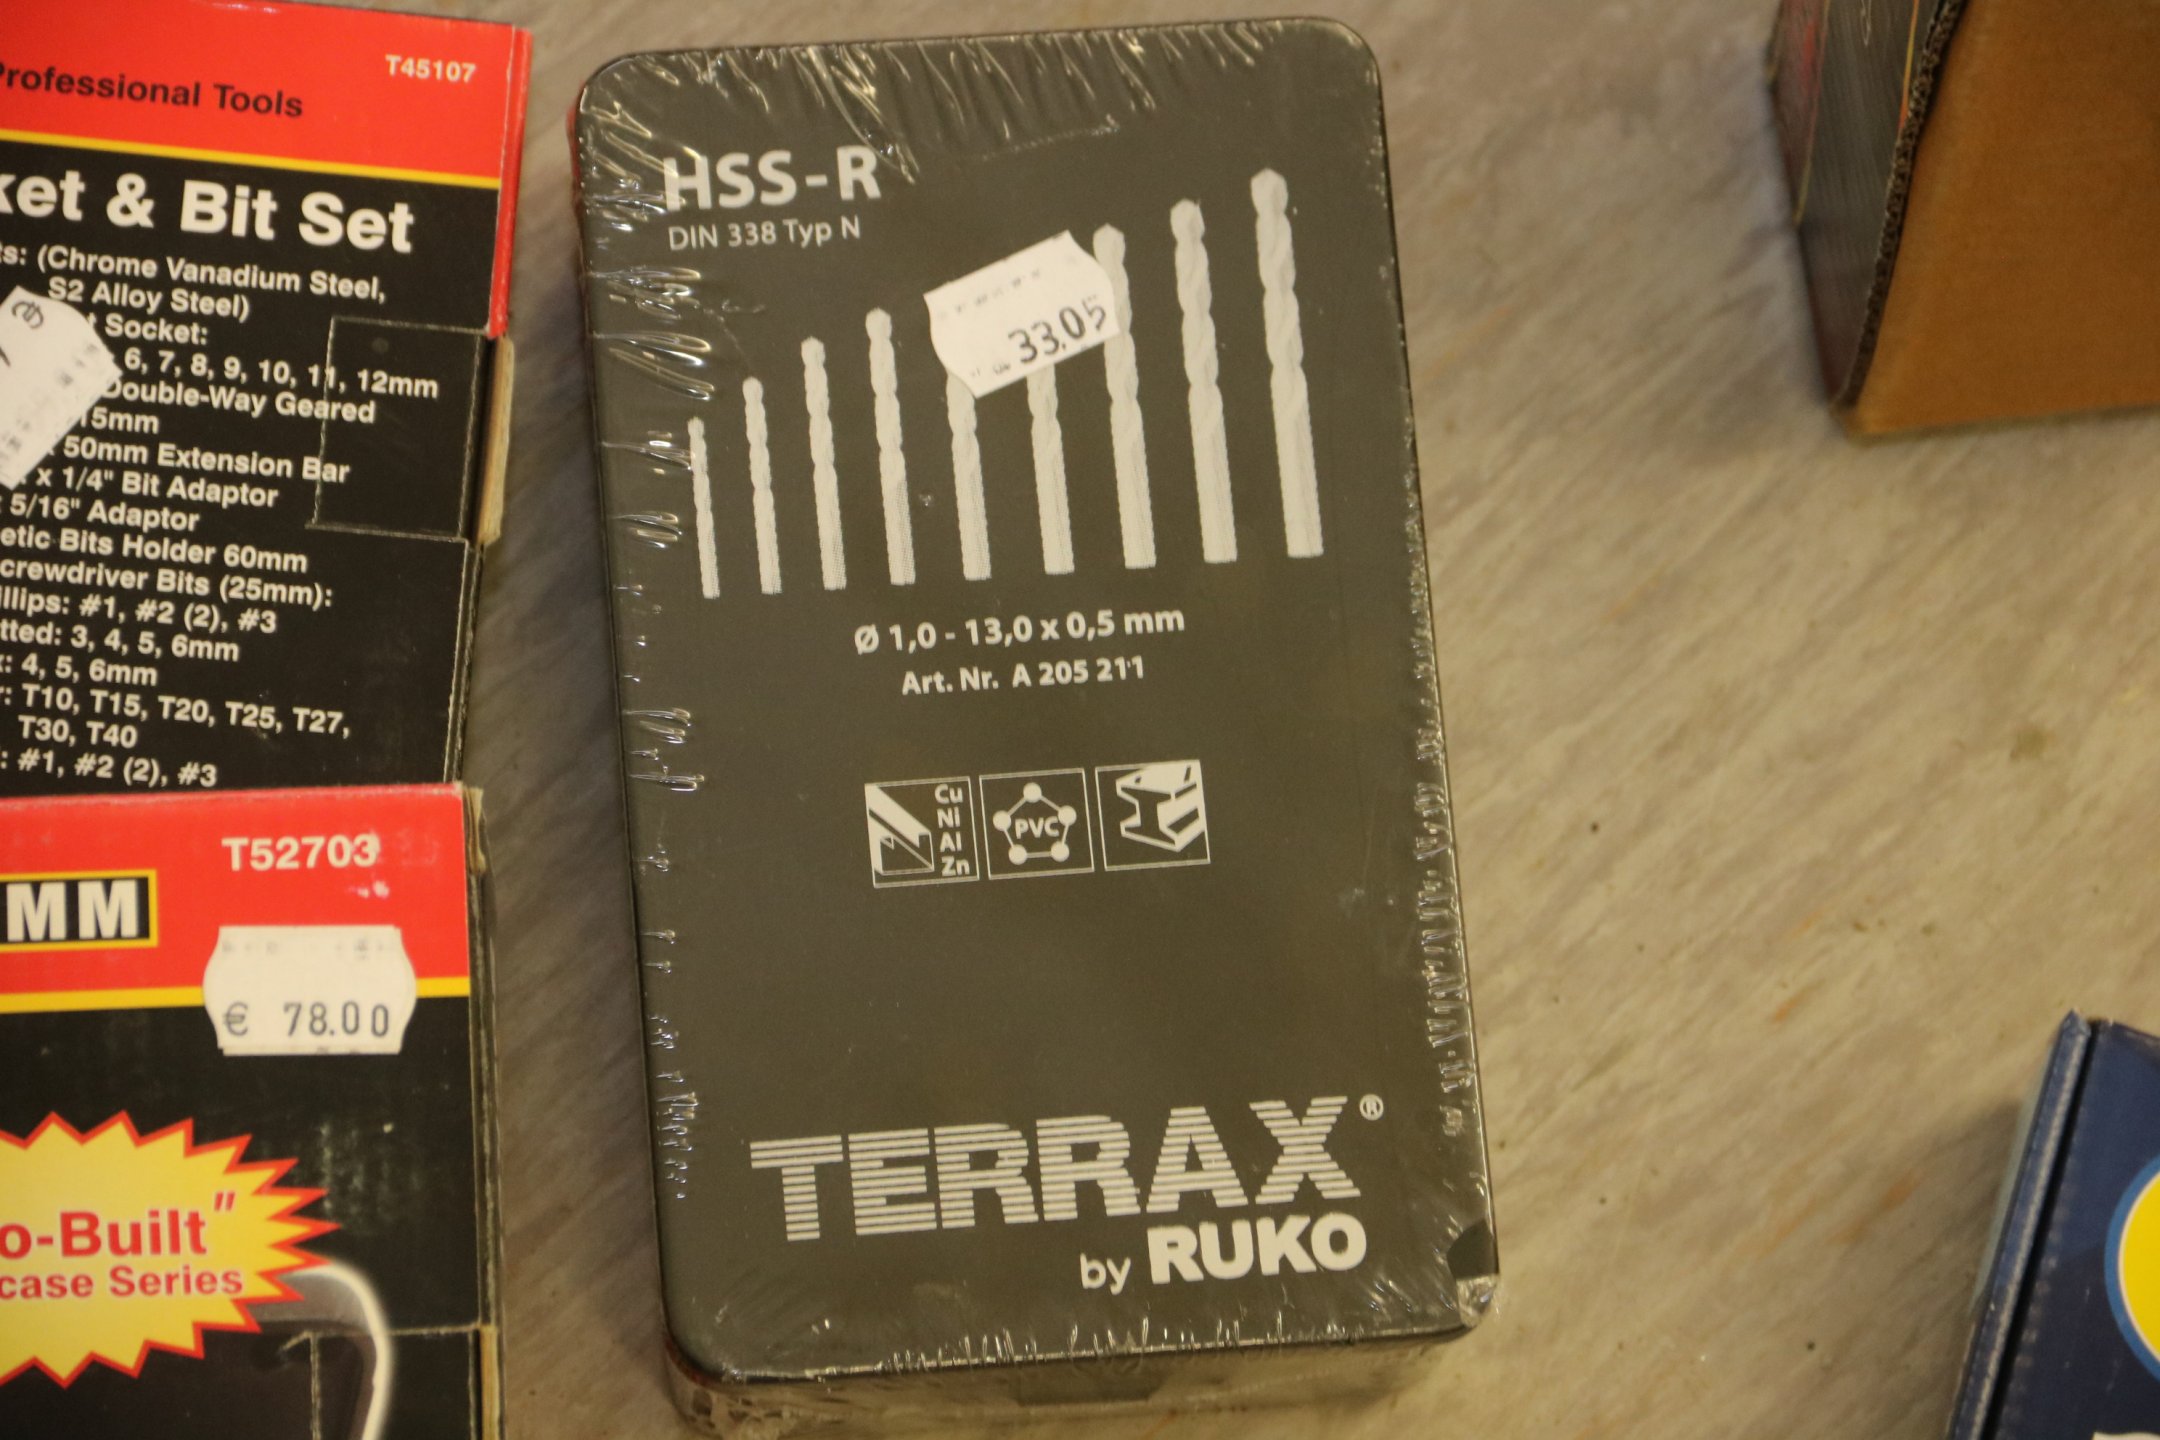 Professional Tools
T45107
ket & Bit Set
ts: (Chrome Vanadium Steel,
S2 Alloy Steel)
t Socket:
6, 7, 8, 9, 10, 11, 12mm
Double-Way Geared
15mm
50mm Extension Bar
x 1/4" Bit Adaptor
5/16" Adaptor
etic Bits Holder 60mm
crewdriver Bits (25mm):
illips: #1, #2 (2), #3
tted: 3, 4, 5, 6mm
: 4, 5, 6mm
r: T10, T15, T20, T25, T27,
T30, T40
: #1, #2 (2), #3
T52703
MM
€ 78.00
o-Built"
case Series
HSS-R
DIN 338 Typ N
33.05
Ø 1,0 - 13,0 x 0,5 mm
Art. Nr. A 205 211
Cu
Ni
Al
Zn
PVC
TERRAX®
by RUKO